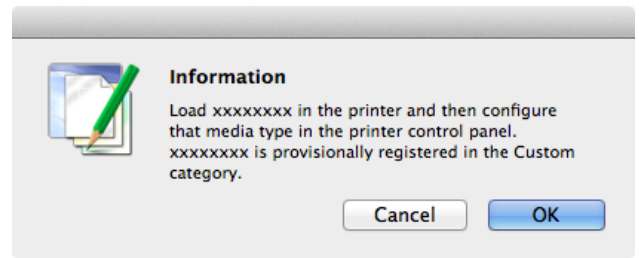 Information
Load xxxxxxxx in the printer and then configure
that media type in the printer control panel.
xxxxxxxx is provisionally registered in the Custom
category.
Cancel OK